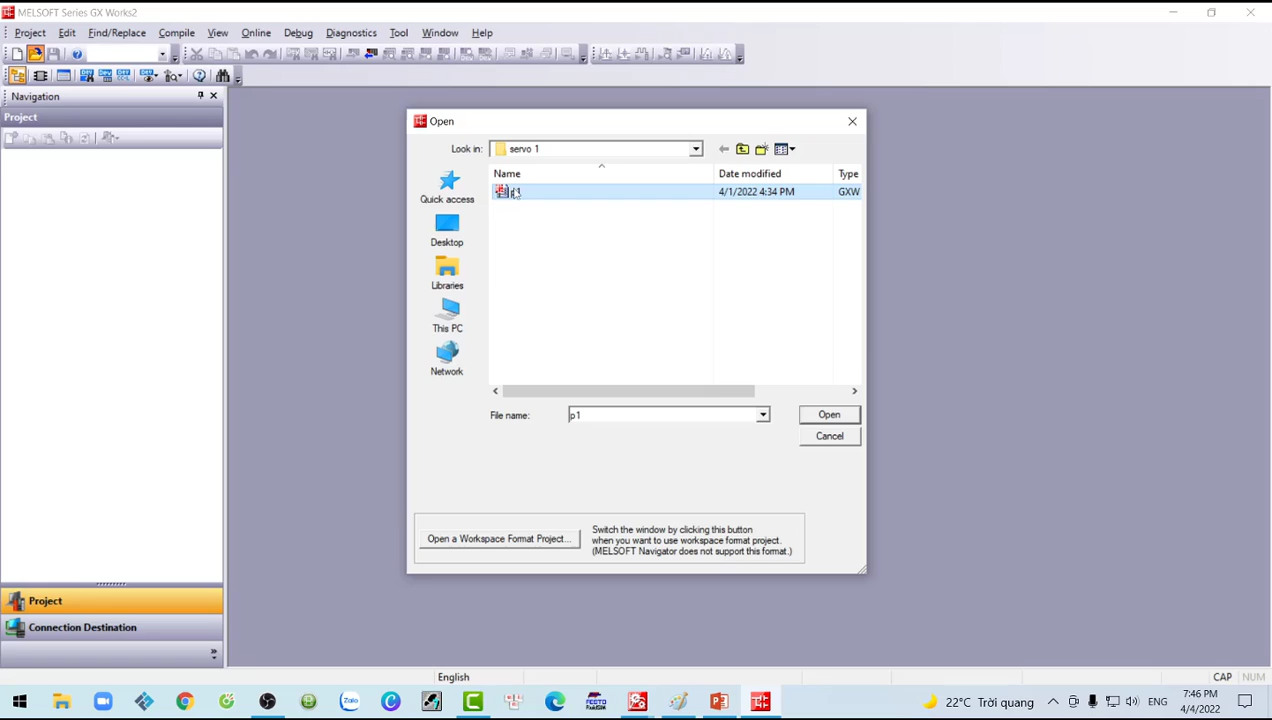 MELSOFT Series GX Works2
Project Edit Find/Replace Compile View Online Debug Diagnostics Tool Window Help
Navigation
Project
Open
Look in: servo 1
Name Date modified Type
p1 4/1/2022 4:34 PM GXW
Quick access
Desktop
Libraries
This PC
Network
File name: p1 Open
Cancel
Open a Workspace Format Project...
Switch the window by clicking this button
when you want to use workspace format project.
(MELSOFT Navigator does not support this format.)
Project
Connection Destination
English CAP NUM
Zalo
FESTO
22°C Trời quang ENG
7:46 PM
4/4/2022